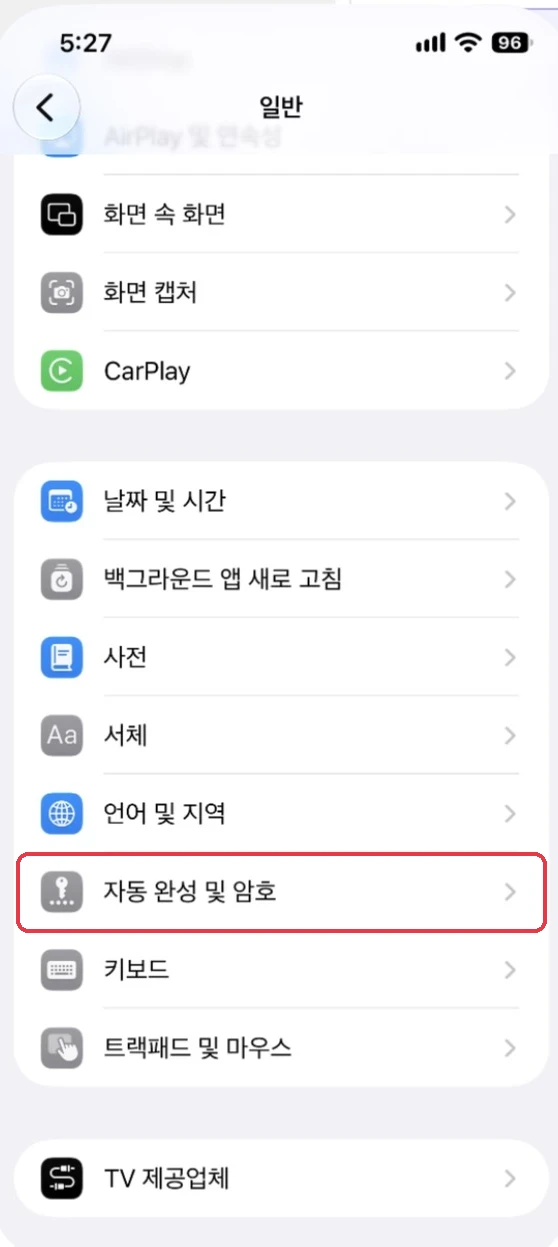 5:27
96
일반
AirPlay 및 연속성
화면 속 화면
화면 캡처
CarPlay
날짜 및 시간
백그라운드 앱 새로 고침
사전
Aa
서체
언어 및 지역
자동 완성 및 암호
키보드
트랙패드 및 마우스
TV 제공업체